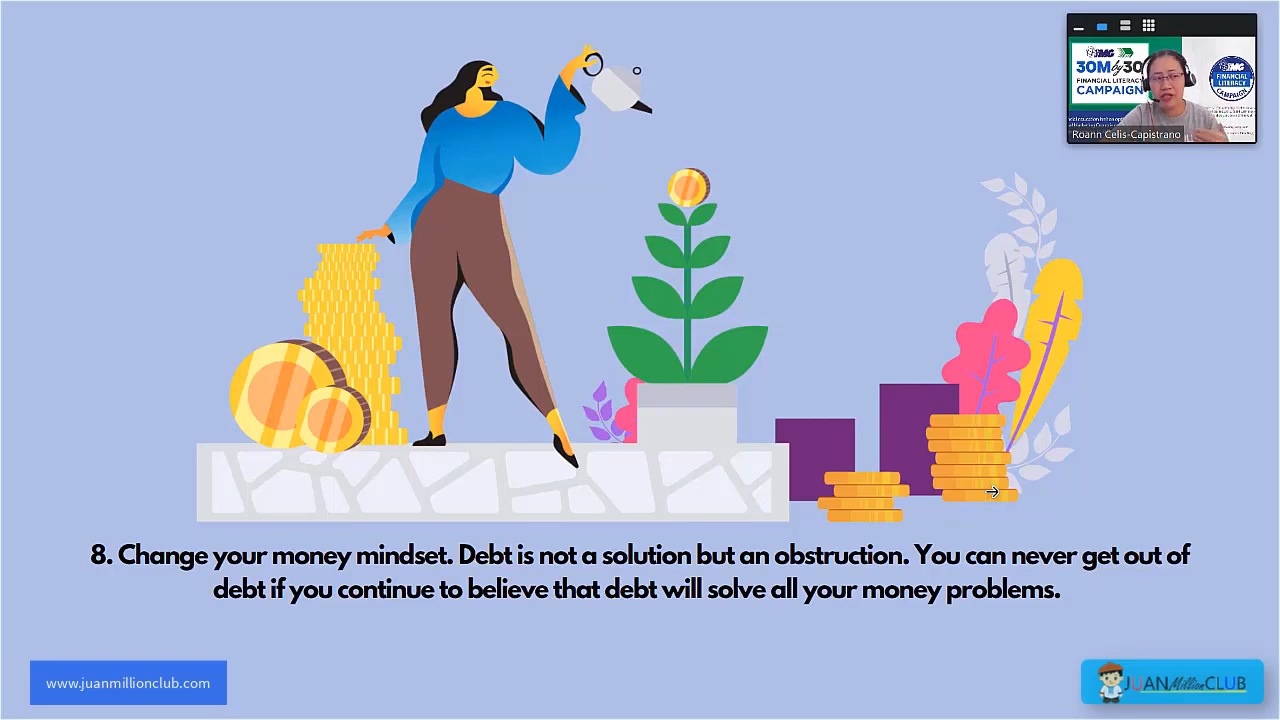 IMG
30M by 30
FINANCIAL LITERACY
CAMPAIGN
IMG
FINANCIAL
LITERACY
CAMPAIGN
Roann Celis-Capistrano
8. Change your money mindset. Debt is not a solution but an obstruction. You can never get out of
debt if you continue to believe that debt will solve all your money problems.
www.juanmillionclub.com
JUAN Million CLUB